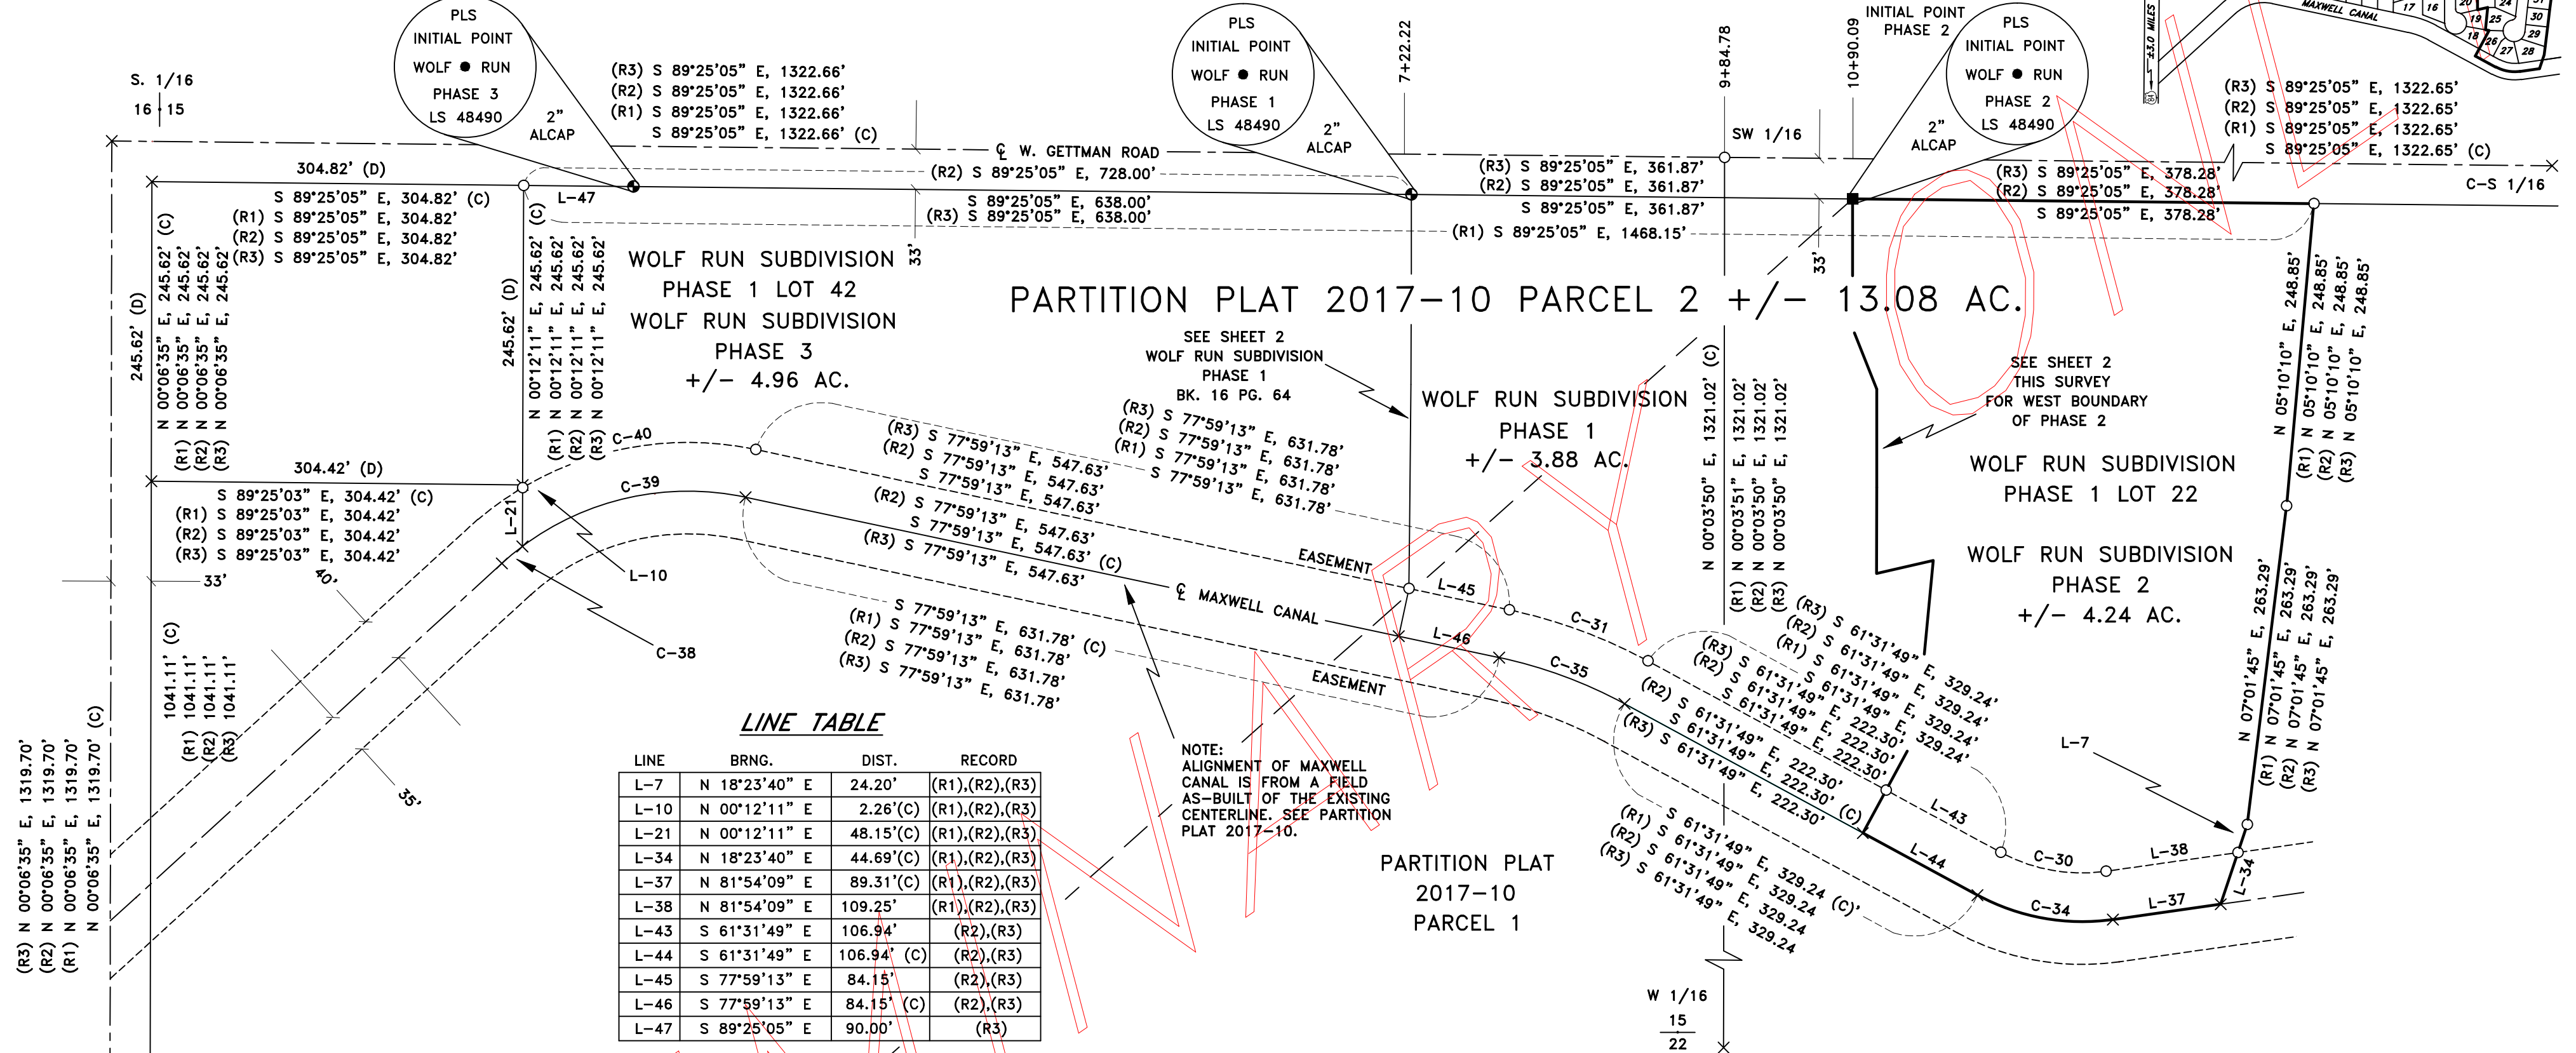 PLS
INITIAL POINT
WOLF RUN
PHASE 3
LS 48490
2"
ALCAP
PLS
INITIAL POINT
WOLF RUN
PHASE 1
LS 48490
2"
ALCAP
7+22.22
9+84.78
10+90.09
INITIAL POINT
PHASE 2
PLS
INITIAL POINT
WOLF RUN
PHASE 2
LS 48490
2"
ALCAP
±3.0 MILES
MAXWELL CANAL
17 16 20 19 18 24 25 26 27 28 29 30 31
S. 1/16
16 15
(R3) S 89°25'05" E, 1322.66'
(R2) S 89°25'05" E, 1322.66'
(R1) S 89°25'05" E, 1322.66'
S 89°25'05" E, 1322.66' (C)
(R3) S 89°25'05" E, 1322.65'
(R2) S 89°25'05" E, 1322.65'
(R1) S 89°25'05" E, 1322.65'
S 89°25'05" E, 1322.65' (C)
SW 1/16
C-S 1/16
℄ W. GETTMAN ROAD
(R2) S 89°25'05" E, 728.00'
304.82' (D)
S 89°25'05" E, 304.82' (C)
(R1) S 89°25'05" E, 304.82'
(R2) S 89°25'05" E, 304.82'
(R3) S 89°25'05" E, 304.82'
L-47
S 89°25'05" E, 638.00'
(R3) S 89°25'05" E, 638.00'
(R3) S 89°25'05" E, 361.87'
(R2) S 89°25'05" E, 361.87'
S 89°25'05" E, 361.87'
(R1) S 89°25'05" E, 1468.15'
(R3) S 89°25'05" E, 378.28'
(R2) S 89°25'05" E, 378.28'
S 89°25'05" E, 378.28'
33'
33'
245.62' (D)
N 00°06'35" E, 245.62' (C)
(R1) N 00°06'35" E, 245.62'
(R2) N 00°06'35" E, 245.62'
(R3) N 00°06'35" E, 245.62'
245.62' (D)
N 00°12'11" E, 245.62' (C)
(R1) N 00°12'11" E, 245.62'
(R2) N 00°12'11" E, 245.62'
(R3) N 00°12'11" E, 245.62'
WOLF RUN SUBDIVISION
PHASE 1 LOT 42
WOLF RUN SUBDIVISION
PHASE 3
+/- 4.96 AC.
PARTITION PLAT 2017-10 PARCEL 2 +/- 13.08 AC.
SEE SHEET 2
WOLF RUN SUBDIVISION
PHASE 1
BK. 16 PG. 64
WOLF RUN SUBDIVISION
PHASE 1
+/- 3.88 AC.
N 00°03'50" E, 1321.02' (C)
(R1) N 00°03'51" E, 1321.02'
(R2) N 00°03'50" E, 1321.02'
(R3) N 00°03'50" E, 1321.02'
SEE SHEET 2
THIS SURVEY
FOR WEST BOUNDARY
OF PHASE 2
WOLF RUN SUBDIVISION
PHASE 1 LOT 22
WOLF RUN SUBDIVISION
PHASE 2
+/- 4.24 AC.
N 05°10'10" E, 248.85'
(R1) N 05°10'10" E, 248.85'
(R2) N 05°10'10" E, 248.85'
(R3) N 05°10'10" E, 248.85'
N 07°01'45" E, 263.29'
(R1) N 07°01'45" E, 263.29'
(R2) N 07°01'45" E, 263.29'
(R3) N 07°01'45" E, 263.29'
304.42' (D)
S 89°25'03" E, 304.42' (C)
(R1) S 89°25'03" E, 304.42'
(R2) S 89°25'03" E, 304.42'
(R3) S 89°25'03" E, 304.42'
C-40
C-39
L-21
L-10
C-38
33'
40'
35'
(R3) S 77°59'13" E, 547.63'
(R2) S 77°59'13" E, 547.63'
S 77°59'13" E, 547.63'
(R3) S 77°59'13" E, 631.78'
(R2) S 77°59'13" E, 631.78'
(R1) S 77°59'13" E, 631.78'
S 77°59'13" E, 631.78'
(R2) S 77°59'13" E, 547.63'
S 77°59'13" E, 547.63' (C)
(R3) S 77°59'13" E, 547.63'
EASEMENT
℄ MAXWELL CANAL
EASEMENT
S 77°59'13" E, 631.78' (C)
(R1) S 77°59'13" E, 631.78'
(R2) S 77°59'13" E, 631.78'
(R3) S 77°59'13" E, 631.78'
L-45
C-31
L-46
C-35
(R3) S 61°31'49" E, 329.24'
(R2) S 61°31'49" E, 329.24'
(R1) S 61°31'49" E, 329.24'
S 61°31'49" E, 329.24'
(R3) S 61°31'49" E, 222.30'
(R2) S 61°31'49" E, 222.30'
S 61°31'49" E, 222.30'
(R2) S 61°31'49" E, 222.30'
S 61°31'49" E, 222.30' (C)
(R3) S 61°31'49" E, 222.30'
S 61°31'49" E, 329.24 (C)'
(R1) S 61°31'49" E, 329.24
(R2) S 61°31'49" E, 329.24
(R3) S 61°31'49" E, 329.24
L-7
L-43
C-30
L-38
L-34
L-44
C-34
L-37
1041.11' (C)
(R1) 1041.11'
(R2) 1041.11'
(R3) 1041.11'
(R3) N 00°06'35" E, 1319.70'
(R2) N 00°06'35" E, 1319.70'
(R1) N 00°06'35" E, 1319.70'
N 00°06'35" E, 1319.70' (C)
LINE TABLE
LINE BRNG. DIST. RECORD
L-7 N 18°23'40" E 24.20' (R1),(R2),(R3)
L-10 N 00°12'11" E 2.26'(C) (R1),(R2),(R3)
L-21 N 00°12'11" E 48.15'(C) (R1),(R2),(R3)
L-34 N 18°23'40" E 44.69'(C) (R1),(R2),(R3)
L-37 N 81°54'09" E 89.31'(C) (R1),(R2),(R3)
L-38 N 81°54'09" E 109.25' (R1),(R2),(R3)
L-43 S 61°31'49" E 106.94' (R2),(R3)
L-44 S 61°31'49" E 106.94' (C) (R2),(R3)
L-45 S 77°59'13" E 84.15' (R2),(R3)
L-46 S 77°59'13" E 84.15' (C) (R2),(R3)
L-47 S 89°25'05" E 90.00' (R3)
NOTE:
ALIGNMENT OF MAXWELL
CANAL IS FROM A FIELD
AS-BUILT OF THE EXISTING
CENTERLINE. SEE PARTITION
PLAT 2017-10.
PARTITION PLAT
2017-10
PARCEL 1
W 1/16
15
22